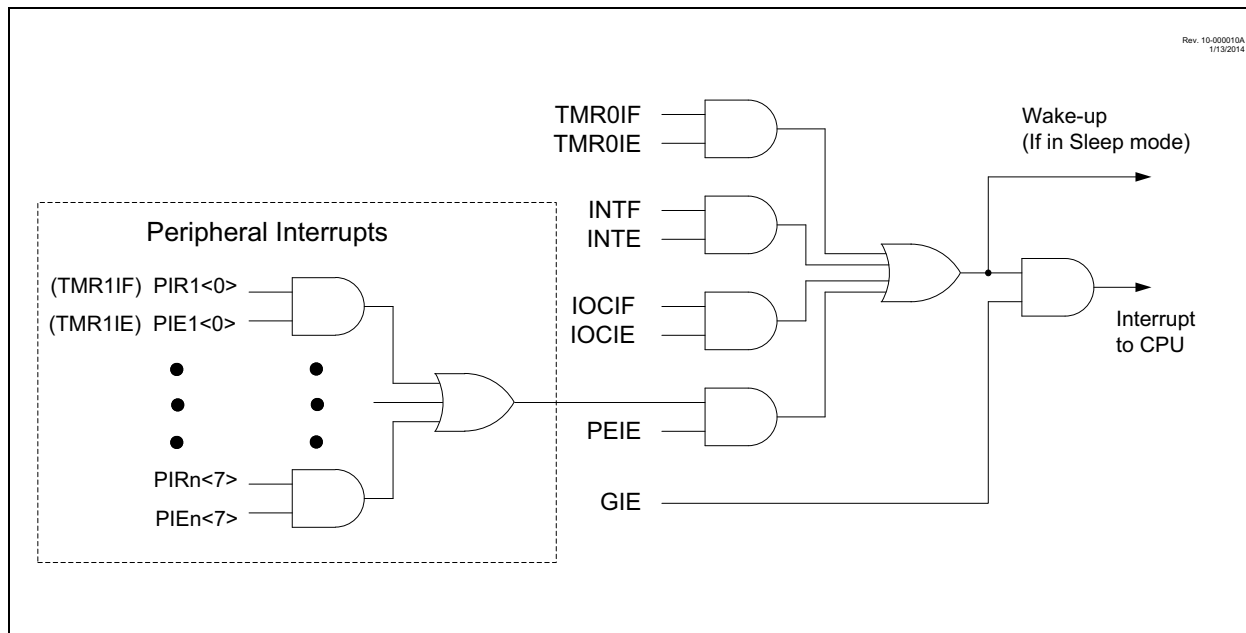 Rev. 10-000010A
1/13/2014
TMR0IF
TMR0IE
Wake-up
(If in Sleep mode)
INTF
INTE
Peripheral Interrupts
(TMR1IF) PIR1<0>
(TMR1IE) PIE1<0>
IOCIF
IOCIE
Interrupt
to CPU
PEIE
PIRn<7>
PIEn<7>
GIE